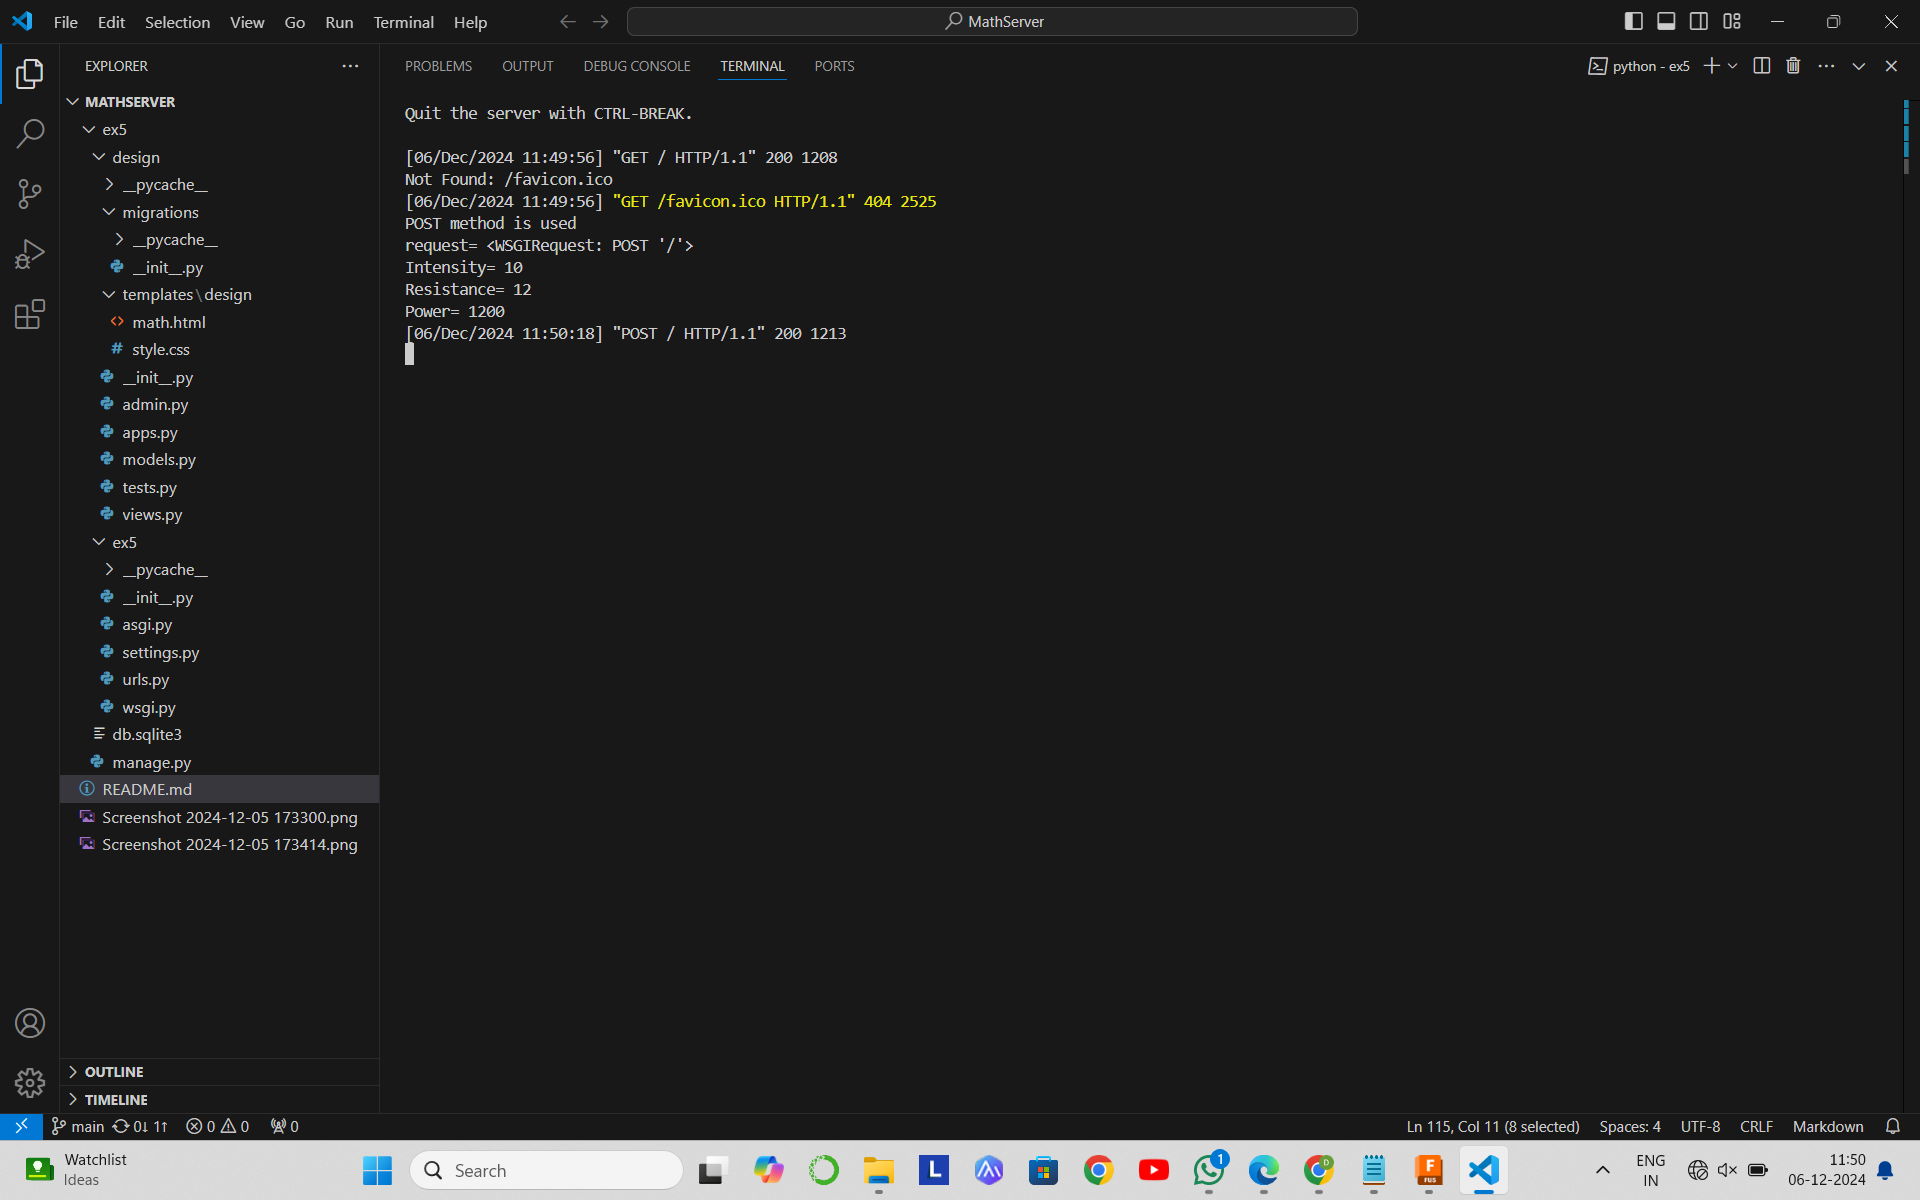 File Edit Selection View Go Run Terminal Help
MathServer
EXPLORER
MATHSERVER
ex5
design
__pycache__
migrations
__pycache__
__init__.py
templates\design
math.html
style.css
__init__.py
admin.py
apps.py
models.py
tests.py
views.py
ex5
__pycache__
__init__.py
asgi.py
settings.py
urls.py
wsgi.py
db.sqlite3
manage.py
README.md
Screenshot 2024-12-05 173300.png
Screenshot 2024-12-05 173414.png
OUTLINE
TIMELINE
PROBLEMS OUTPUT DEBUG CONSOLE TERMINAL PORTS
python - ex5
Quit the server with CTRL-BREAK.
[06/Dec/2024 11:49:56] "GET / HTTP/1.1" 200 1208
Not Found: /favicon.ico
[06/Dec/2024 11:49:56] "GET /favicon.ico HTTP/1.1" 404 2525
POST method is used
request= <WSGIRequest: POST '/'>
Intensity= 10
Resistance= 12
Power= 1200
[06/Dec/2024 11:50:18] "POST / HTTP/1.1" 200 1213
main 0↓ 1↑ 0 0 0
Ln 115, Col 11 (8 selected) Spaces: 4 UTF-8 CRLF Markdown
Watchlist
Ideas
Search
L
1
D
F
FUS
ENG
IN
11:50
06-12-2024